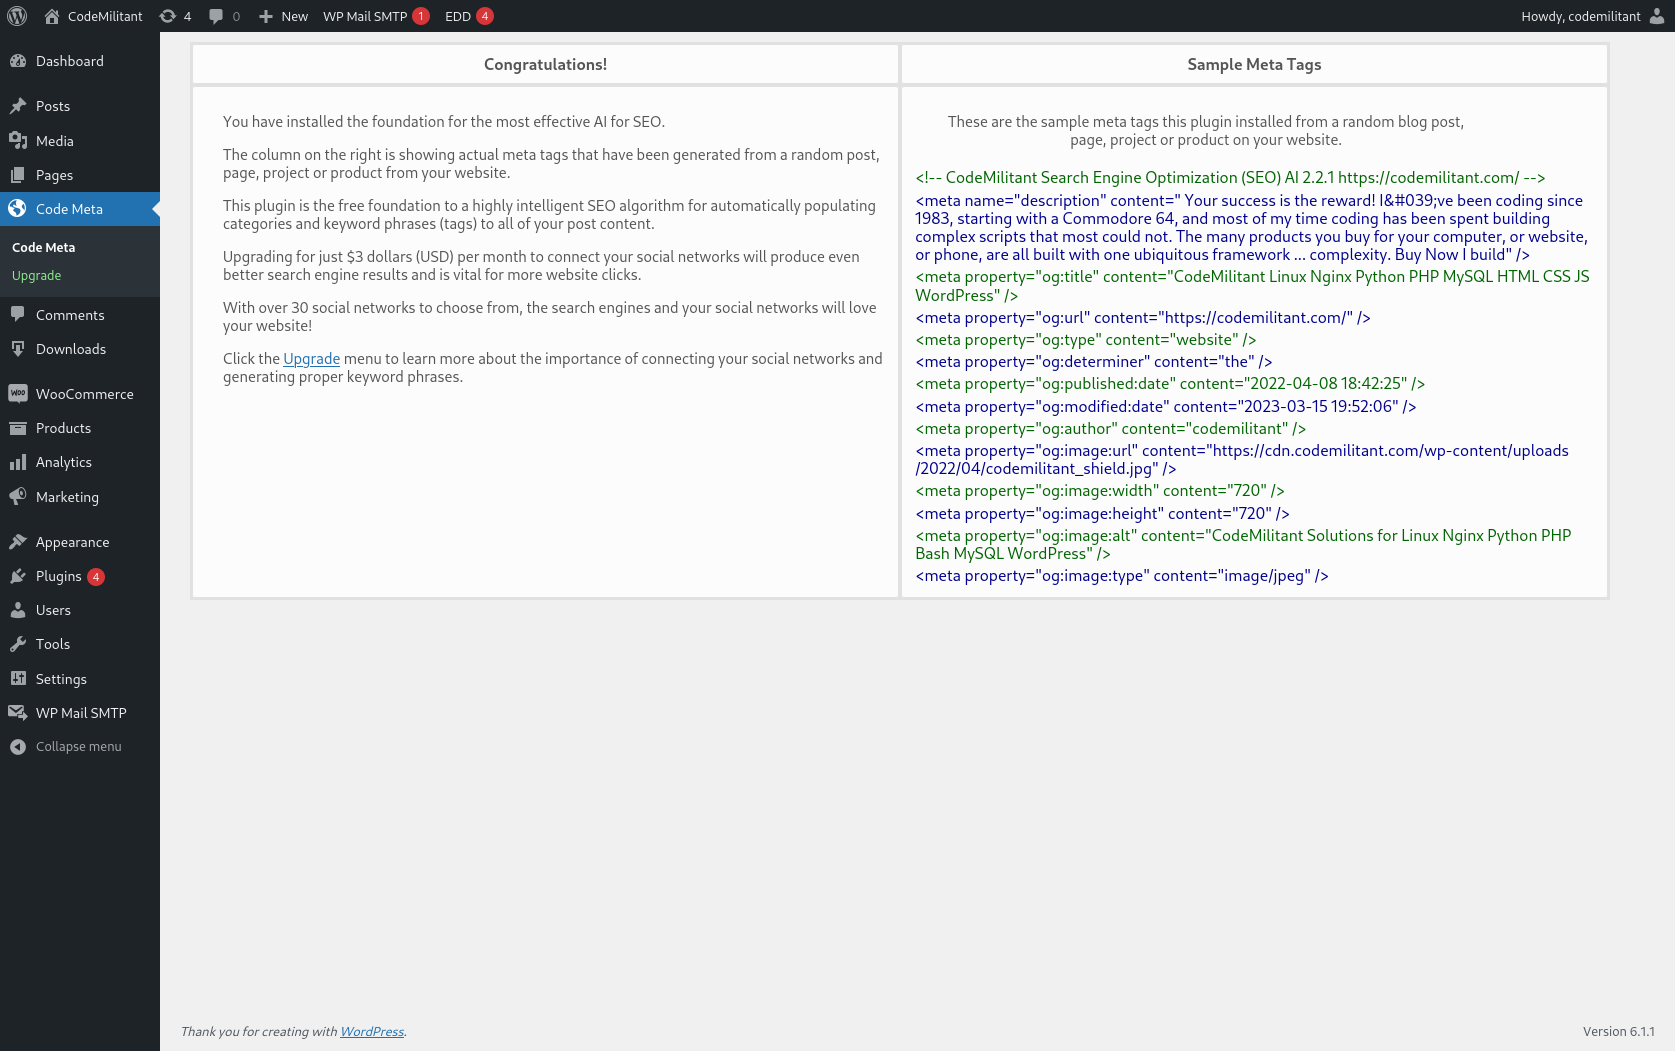 CodeMilitant 4 0 New WP Mail SMTP 1 EDD 4 Howdy, codemilitant
Dashboard
Posts
Media
Pages
Code Meta
Code Meta
Upgrade
Comments
Downloads
WooCommerce
Products
Analytics
Marketing
Appearance
Plugins 4
Users
Tools
Settings
WP Mail SMTP
Collapse menu
Congratulations!
You have installed the foundation for the most effective AI for SEO.
The column on the right is showing actual meta tags that have been generated from a random post,
page, project or product from your website.
This plugin is the free foundation to a highly intelligent SEO algorithm for automatically populating
categories and keyword phrases (tags) to all of your post content.
Upgrading for just $3 dollars (USD) per month to connect your social networks will produce even
better search engine results and is vital for more website clicks.
With over 30 social networks to choose from, the search engines and your social networks will love
your website!
Click the Upgrade menu to learn more about the importance of connecting your social networks and
generating proper keyword phrases.
Sample Meta Tags
These are the sample meta tags this plugin installed from a random blog post,
page, project or product on your website.
<!-- CodeMilitant Search Engine Optimization (SEO) AI 2.2.1 https://codemilitant.com/ -->
<meta name="description" content=" Your success is the reward! I&#039;ve been coding since
1983, starting with a Commodore 64, and most of my time coding has been spent building
complex scripts that most could not. The many products you buy for your computer, or website,
or phone, are all built with one ubiquitous framework ... complexity. Buy Now I build" />
<meta property="og:title" content="CodeMilitant Linux Nginx Python PHP MySQL HTML CSS JS
WordPress" />
<meta property="og:url" content="https://codemilitant.com/" />
<meta property="og:type" content="website" />
<meta property="og:determiner" content="the" />
<meta property="og:published:date" content="2022-04-08 18:42:25" />
<meta property="og:modified:date" content="2023-03-15 19:52:06" />
<meta property="og:author" content="codemilitant" />
<meta property="og:image:url" content="https://cdn.codemilitant.com/wp-content/uploads
/2022/04/codemilitant_shield.jpg" />
<meta property="og:image:width" content="720" />
<meta property="og:image:height" content="720" />
<meta property="og:image:alt" content="CodeMilitant Solutions for Linux Nginx Python PHP
Bash MySQL WordPress" />
<meta property="og:image:type" content="image/jpeg" />
Thank you for creating with WordPress.
Version 6.1.1